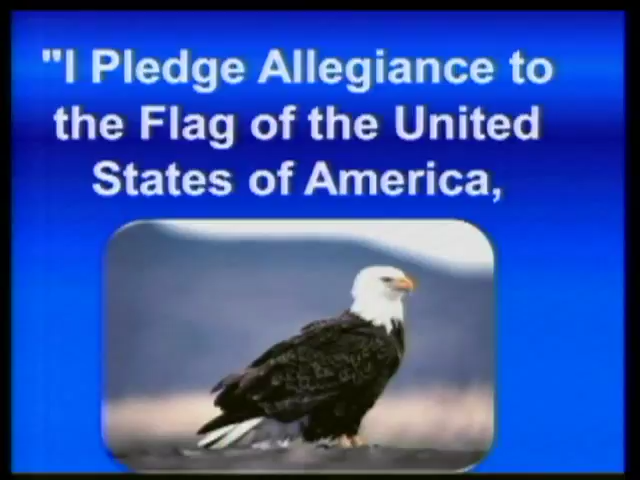 "I Pledge Allegiance to
the Flag of the United
States of America,